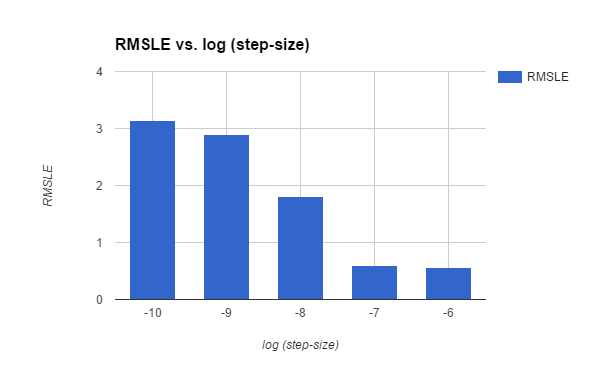 RMSLE vs. log (step-size)
RMSLE
4
3
2
1
0
RMSLE
-10 -9 -8 -7 -6
log (step-size)